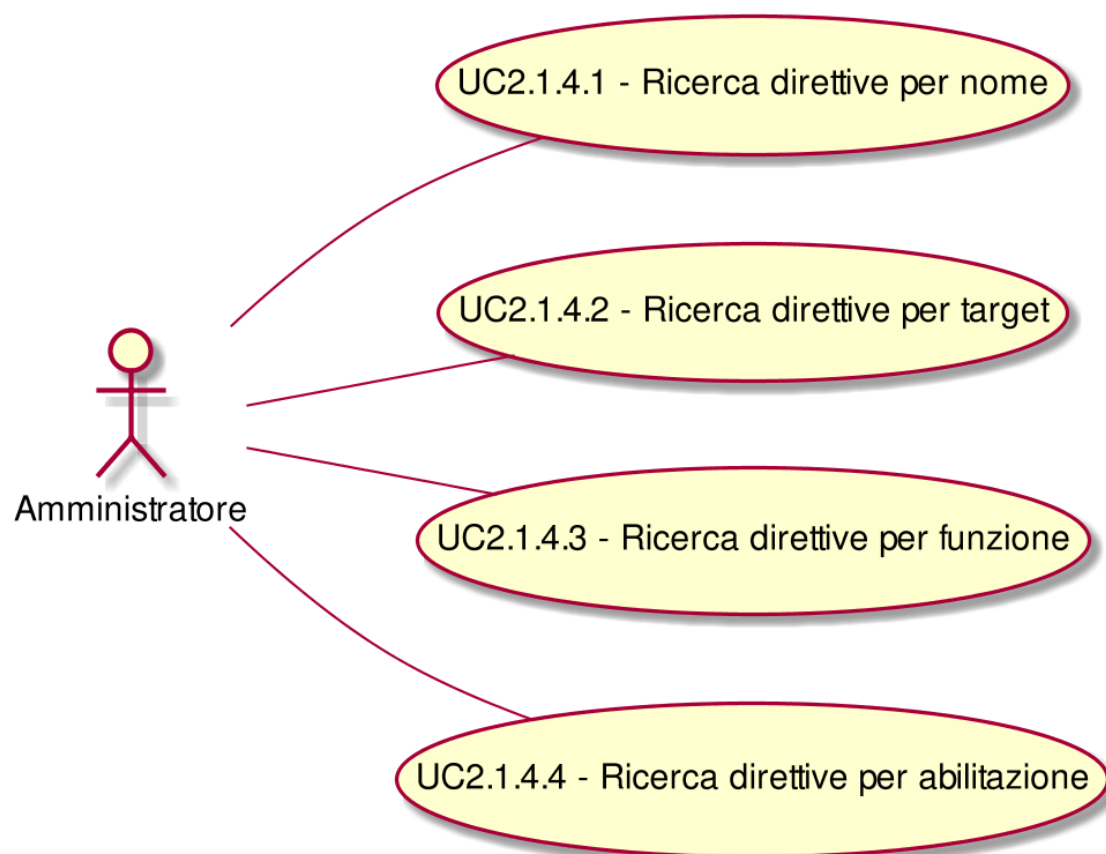 UC2.1.4.1 - Ricerca direttive per nome
UC2.1.4.2 - Ricerca direttive per target
Amministratore
UC2.1.4.3 - Ricerca direttive per funzione
UC2.1.4.4 - Ricerca direttive per abilitazione